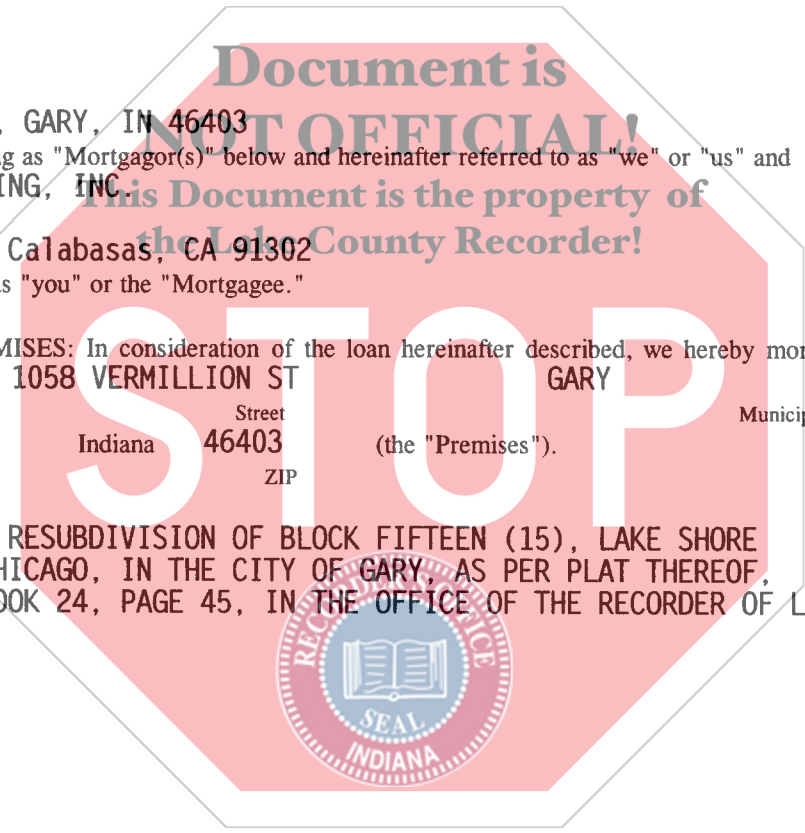 Document is
, GARY, IN 46403
NOT OFFICIAL!
ng as "Mortgagor(s)" below and hereinafter referred to as "we" or "us" and
ING, INC.
This Document is the property of
Calabasas, CA 91302
the Lake County Recorder!
as "you" or the "Mortgagee."
STOP
MISES: In consideration of the loan hereinafter described, we hereby mor
1058 VERMILLION ST GARY
Street Municip
Indiana 46403 (the "Premises").
ZIP
RESUBDIVISION OF BLOCK FIFTEEN (15), LAKE SHORE
HICAGO, IN THE CITY OF GARY, AS PER PLAT THEREOF,
OOK 24, PAGE 45, IN THE OFFICE OF THE RECORDER OF L
SEAL
INDIANA